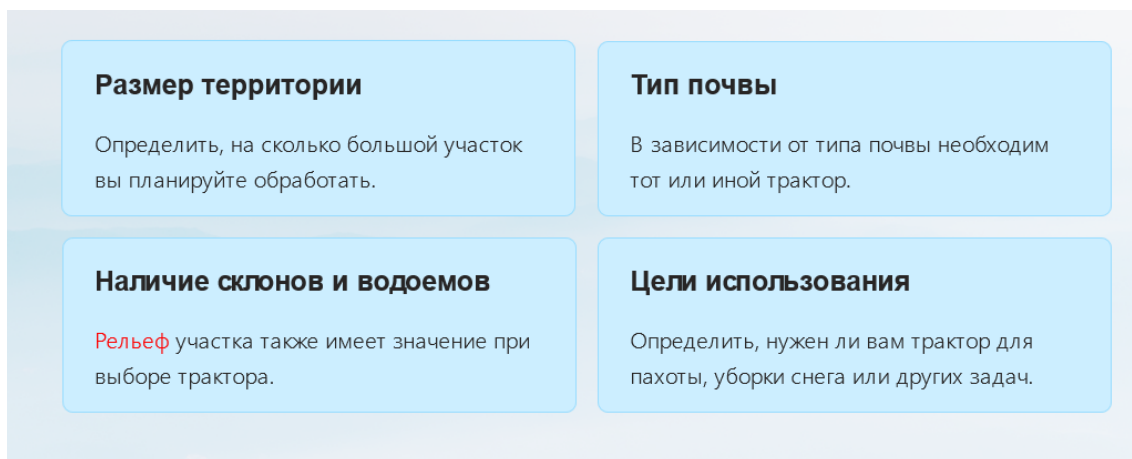 Размер территории
Определить, на сколько большой участок
вы планируйте обработать.
Тип почвы
В зависимости от типа почвы необходим
тот или иной трактор.
Наличие склонов и водоемов
Рельеф участка также имеет значение при
выборе трактора.
Цели использования
Определить, нужен ли вам трактор для
пахоты, уборки снега или других задач.